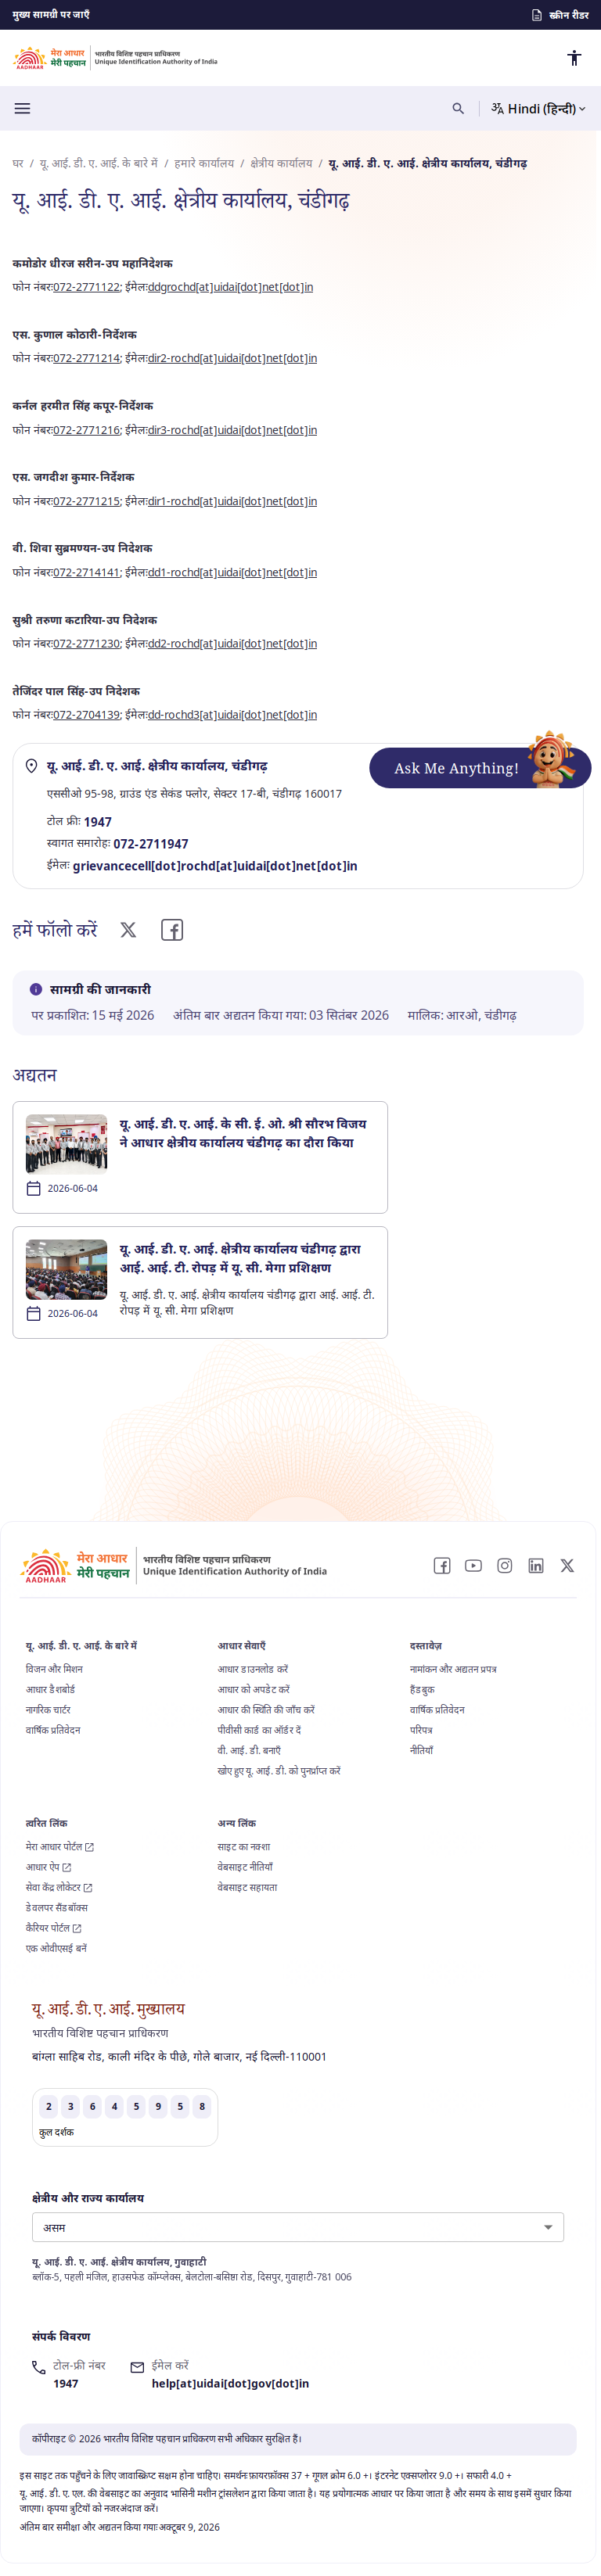 मुख्य सामग्री पर जाएँ
स्क्रीन रीडर
मेरा आधार
मेरी पहचान
AADHAAR
भारतीय विशिष्ट पहचान प्राधिकरण
Unique Identification Authority of India
Hindi (हिन्दी)
घर / यू. आई. डी. ए. आई. के बारे में / हमारे कार्यालय / क्षेत्रीय कार्यालय / यू. आई. डी. ए. आई. क्षेत्रीय कार्यालय, चंडीगढ़
यू. आई. डी. ए. आई. क्षेत्रीय कार्यालय, चंडीगढ़
कमोडोर धीरज सरीन-उप महानिदेशक
फोन नंबरः072-2771122; ईमेलःddgrochd[at]uidai[dot]net[dot]in
एस. कुणाल कोठारी-निर्देशक
फोन नंबरः072-2771214; ईमेलःdir2-rochd[at]uidai[dot]net[dot]in
कर्नल हरमीत सिंह कपूर-निर्देशक
फोन नंबरः072-2771216; ईमेलःdir3-rochd[at]uidai[dot]net[dot]in
एस. जगदीश कुमार-निर्देशक
फोन नंबरः072-2771215; ईमेलःdir1-rochd[at]uidai[dot]net[dot]in
वी. शिवा सुब्रमण्यन-उप निदेशक
फोन नंबरः072-2714141; ईमेलःdd1-rochd[at]uidai[dot]net[dot]in
सुश्री तरुणा कटारिया-उप निदेशक
फोन नंबरः072-2771230; ईमेलःdd2-rochd[at]uidai[dot]net[dot]in
तेजिंदर पाल सिंह-उप निदेशक
फोन नंबरः072-2704139; ईमेलःdd-rochd3[at]uidai[dot]net[dot]in
यू. आई. डी. ए. आई. क्षेत्रीय कार्यालय, चंडीगढ़
Ask Me Anything!
एससीओ 95-98, ग्राउंड एंड सेकंड फ्लोर, सेक्टर 17-बी, चंडीगढ़ 160017
टोल फ्रीः 1947
स्वागत समारोहः 072-2711947
ईमेलः grievancecell[dot]rochd[at]uidai[dot]net[dot]in
हमें फॉलो करें
सामग्री की जानकारी
पर प्रकाशित: 15 मई 2026 अंतिम बार अद्यतन किया गया: 03 सितंबर 2026 मालिक: आरओ, चंडीगढ़
अद्यतन
यू. आई. डी. ए. आई. के सी. ई. ओ. श्री सौरभ विजय
ने आधार क्षेत्रीय कार्यालय चंडीगढ़ का दौरा किया
2026-06-04
यू. आई. डी. ए. आई. क्षेत्रीय कार्यालय चंडीगढ़ द्वारा
आई. आई. टी. रोपड़ में यू. सी. मेगा प्रशिक्षण
यू. आई. डी. ए. आई. क्षेत्रीय कार्यालय चंडीगढ़ द्वारा आई. आई. टी.
रोपड़ में यू. सी. मेगा प्रशिक्षण
2026-06-04
मेरा आधार
मेरी पहचान
AADHAAR
भारतीय विशिष्ट पहचान प्राधिकरण
Unique Identification Authority of India
यू. आई. डी. ए. आई. के बारे में
विजन और मिशन
आधार डैशबोर्ड
नागरिक चार्टर
वार्षिक प्रतिवेदन
आधार सेवाएँ
आधार डाउनलोड करें
आधार को अपडेट करें
आधार की स्थिति की जाँच करें
पीवीसी कार्ड का ऑर्डर दें
वी. आई. डी. बनाएँ
खोए हुए यू. आई. डी. को पुनर्प्राप्त करें
दस्तावेज़
नामांकन और अद्यतन प्रपत्र
हैंडबुक
वार्षिक प्रतिवेदन
परिपत्र
नीतियाँ
त्वरित लिंक
मेरा आधार पोर्टल
आधार ऐप
सेवा केंद्र लोकेटर
डेवलपर सैंडबॉक्स
कैरियर पोर्टल
एक ओवीएसई बनें
अन्य लिंक
साइट का नक्शा
वेबसाइट नीतियाँ
वेबसाइट सहायता
यू. आई. डी. ए. आई. मुख्यालय
भारतीय विशिष्ट पहचान प्राधिकरण
बांग्ला साहिब रोड, काली मंदिर के पीछे, गोले बाजार, नई दिल्ली-110001
2 3 6 4 5 9 5 8
कुल दर्शक
क्षेत्रीय और राज्य कार्यालय
असम
यू. आई. डी. ए. आई. क्षेत्रीय कार्यालय, गुवाहाटी
ब्लॉक-5, पहली मंजिल, हाउसफेड कॉम्प्लेक्स, बेलटोला-बसिष्ठा रोड, दिसपुर, गुवाहाटी-781 006
संपर्क विवरण
टोल-फ्री नंबर
1947
ईमेल करें
help[at]uidai[dot]gov[dot]in
कॉपीराइट © 2026 भारतीय विशिष्ट पहचान प्राधिकरण सभी अधिकार सुरक्षित हैं।
इस साइट तक पहुँचने के लिए जावास्क्रिप्ट सक्षम होना चाहिए। समर्थनःफ़ायरफ़ॉक्स 37 + गूगल क्रोम 6.0 +। इंटरनेट एक्सप्लोरर 9.0 +। सफारी 4.0 +
यू. आई. डी. ए. एल. की वेबसाइट का अनुवाद भासिनी मशीन ट्रांसलेशन द्वारा किया जाता है। यह प्रयोगात्मक आधार पर किया जाता है और समय के साथ इसमें सुधार किया
जाएगा। कृपया त्रुटियों को नजरअंदाज करें।
अंतिम बार समीक्षा और अद्यतन किया गयाःअक्टूबर 9, 2026